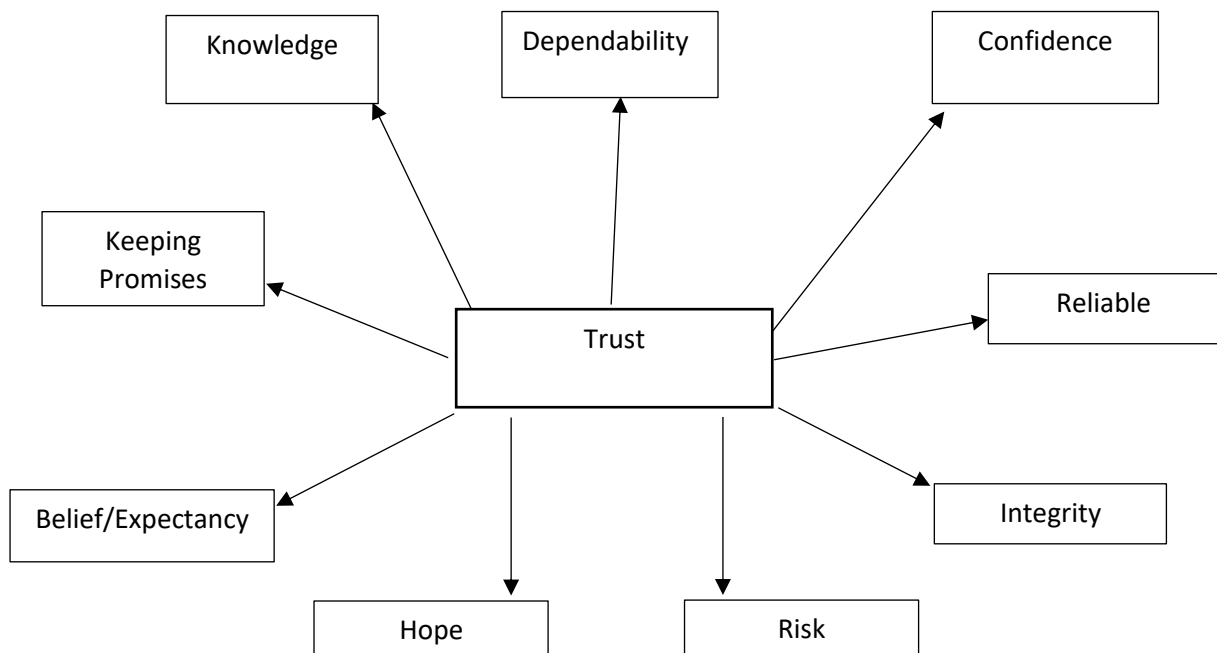 Knowledge
Dependability
Confidence
Keeping
Promises
Reliable
Trust
Belief/Expectancy
Integrity
Hope
Risk